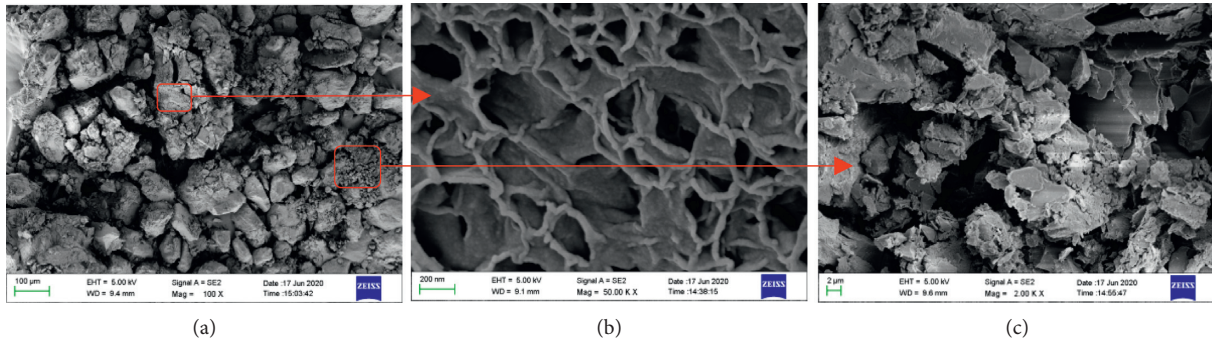 100 µm
EHT = 5.00 kV
WD = 9.4 mm
Signal A = SE2
Mag = 100 X
Date :17 Jun 2020
Time :15:03:42
ZEISS
(a)
200 nm
EHT = 5.00 kV
WD = 9.1 mm
Signal A = SE2
Mag = 50.00 K X
Date :17 Jun 2020
Time :14:38:15
ZEISS
(b)
2 µm
EHT = 5.00 kV
WD = 9.6 mm
Signal A = SE2
Mag = 2.00 K X
Date :17 Jun 2020
Time :14:55:47
ZEISS
(c)